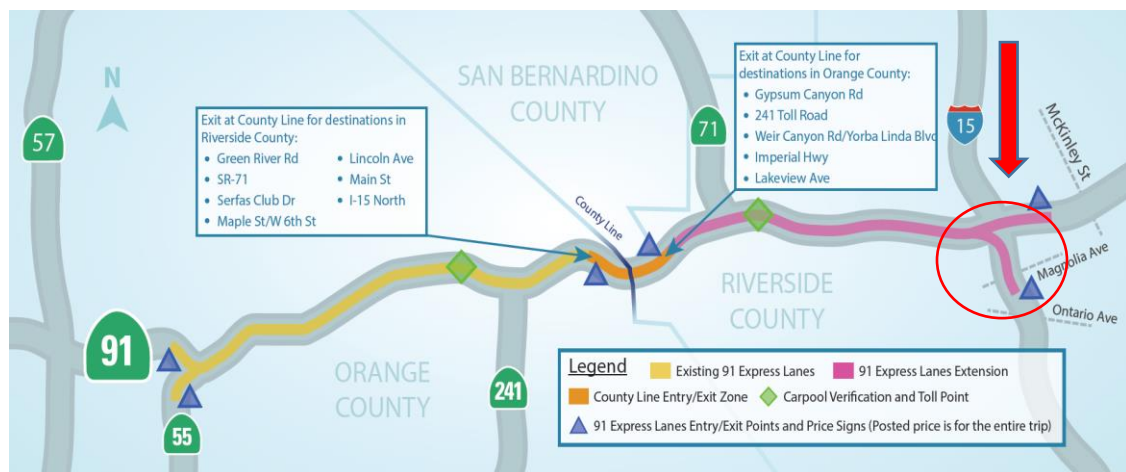 N
57
SAN BERNARDINO
COUNTY
Exit at County Line for destinations in
Riverside County:
• Green River Rd
• SR-71
• Serfas Club Dr
• Maple St/W 6th St
• Lincoln Ave
• Main St
• I-15 North
Exit at County Line for
destinations in Orange County:
• Gypsum Canyon Rd
• 241 Toll Road
• Weir Canyon Rd/Yorba Linda Blvd
• Imperial Hwy
• Lakeview Ave
71
15
McKinley St
County Line
RIVERSIDE
COUNTY
Magnolia Ave
Ontario Ave
91
ORANGE
COUNTY
241
55
Legend
Existing 91 Express Lanes
91 Express Lanes Extension
County Line Entry/Exit Zone
Carpool Verification and Toll Point
91 Express Lanes Entry/Exit Points and Price Signs (Posted price is for the entire trip)